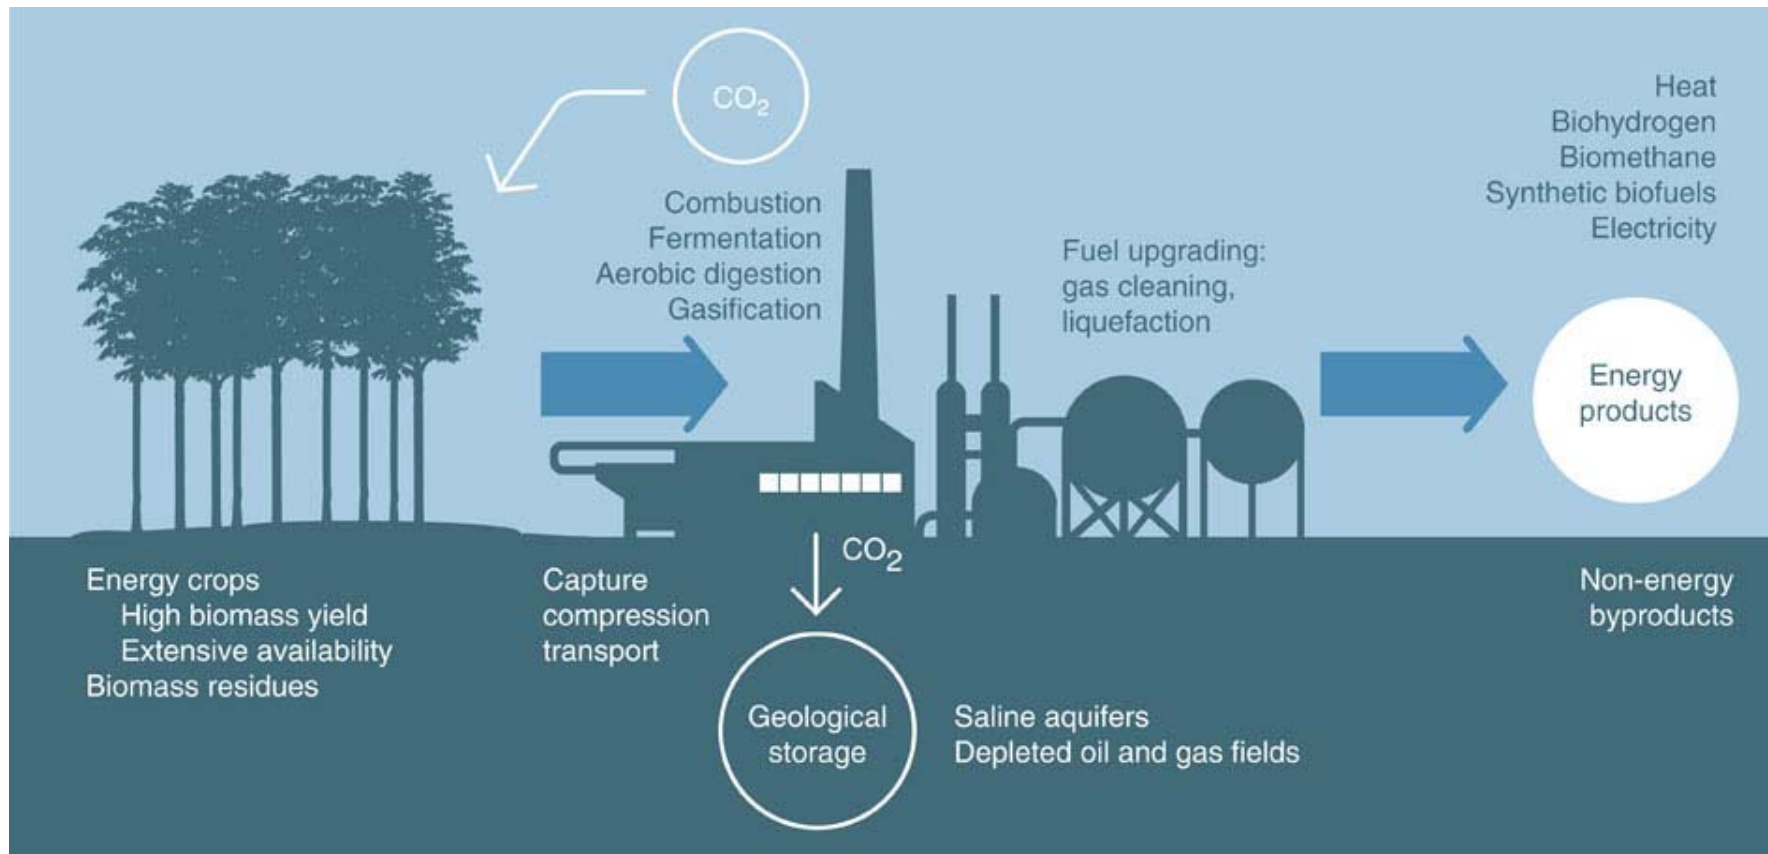 CO₂
Combustion
Fermentation
Aerobic digestion
Gasification
Fuel upgrading:
gas cleaning,
liquefaction
Heat
Biohydrogen
Biomethane
Synthetic biofuels
Electricity
Energy
products
Energy crops
High biomass yield
Extensive availability
Biomass residues
Capture
compression
transport
CO₂
Geological
storage
Saline aquifers
Depleted oil and gas fields
Non-energy
byproducts